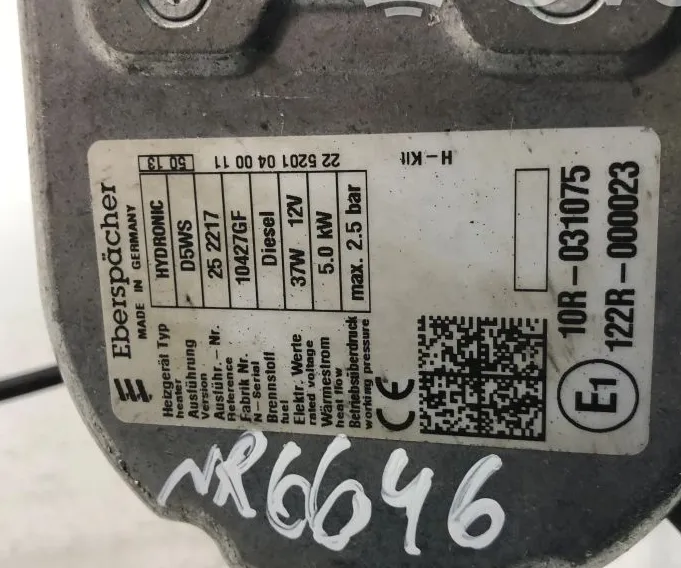 Eberspächer
MADE IN GERMANY
Heizgerät Typ HYDRONIC
heater
Ausführung D5WS
Version
Ausführ. – Nr. 25 2217
Reference
Fabrik Nr. 10427GF
N – Serial
Brennstoff Diesel
fuel
Elektr. Werte 37W 12V
rated voltage
Wärmestrom 5.0 kW
heat flow
Betriebsüberdruck max. 2.5 bar
working pressure
50 13
22 5201 04 00 11
H – Kit
CE
E1
10R – 031075
122R – 000023
NR6646